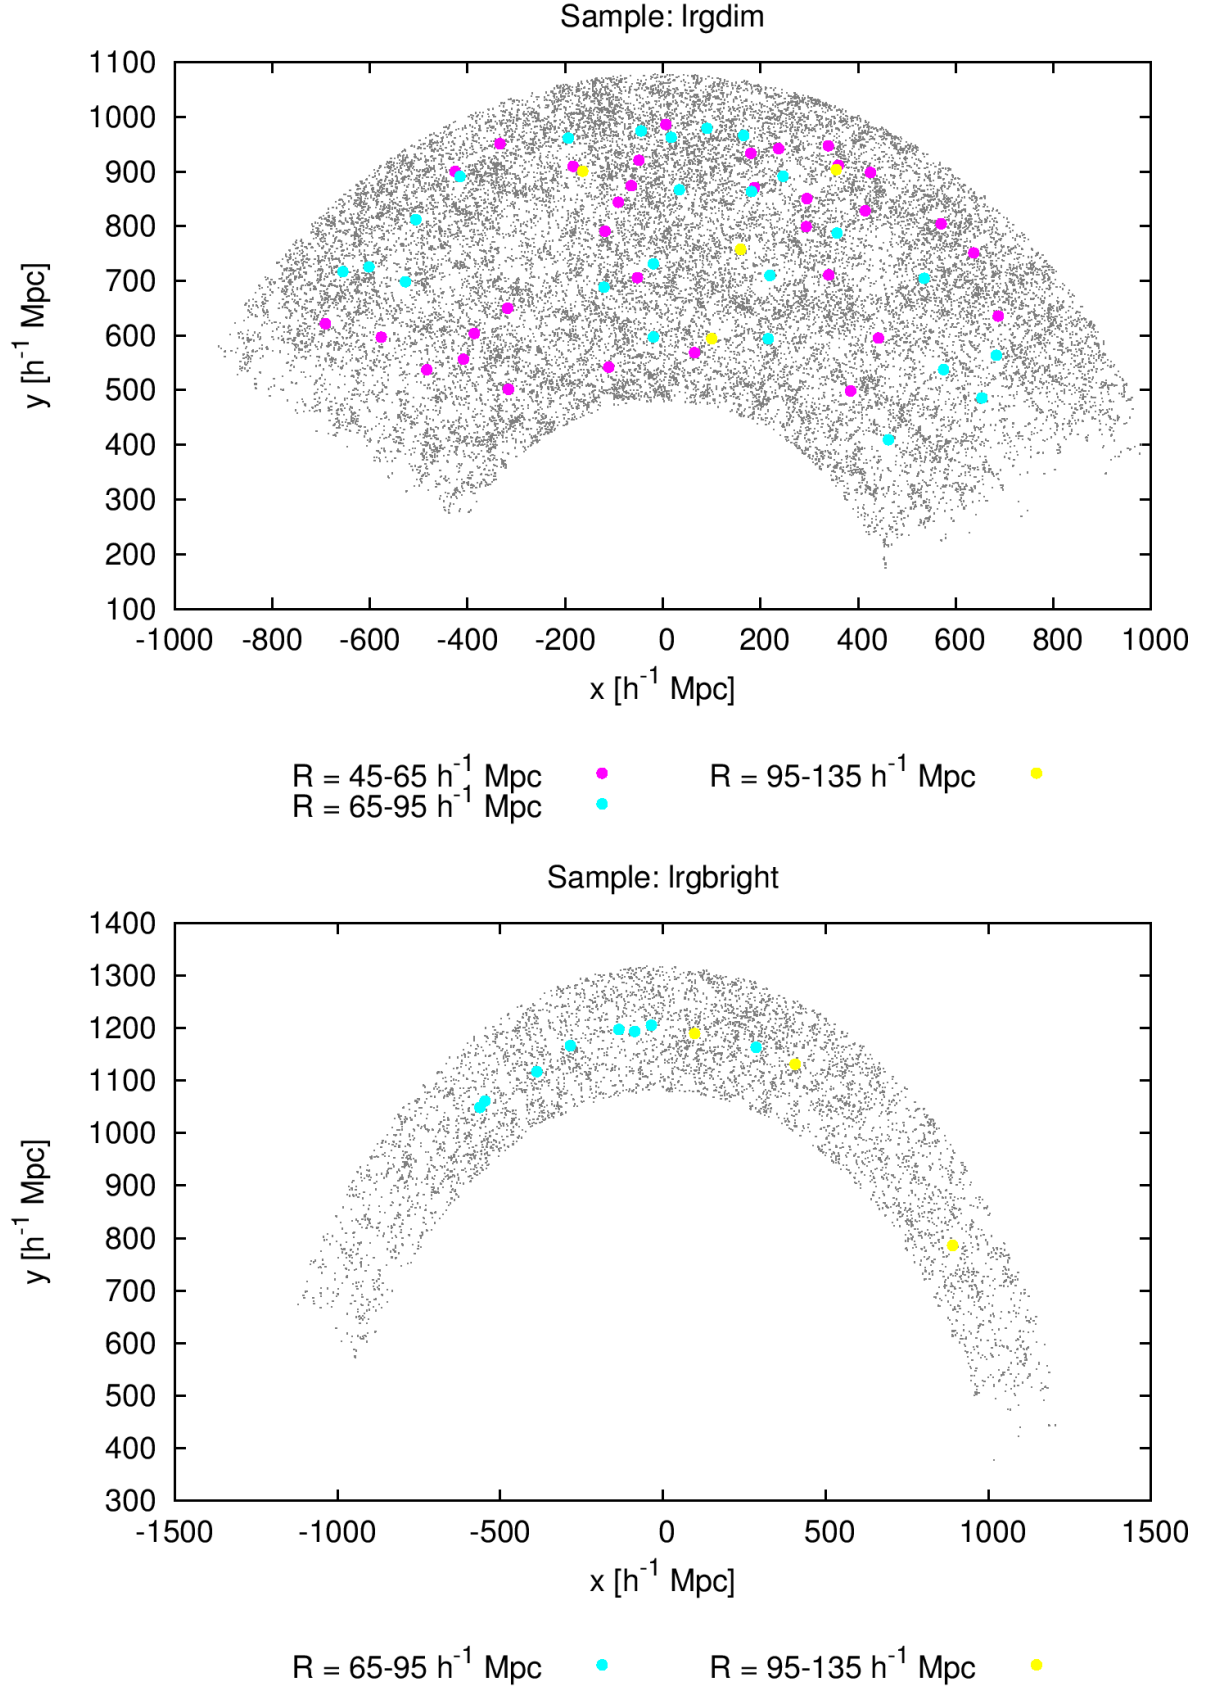 Sample: lrgdim
1100
1000
900
800
700
600
500
400
300
200
100
y [h-1 Mpc]
-1000 -800 -600 -400 -200 0 200 400 600 800 1000
x [h-1 Mpc]
R = 45-65 h-1 Mpc R = 95-135 h-1 Mpc
R = 65-95 h-1 Mpc
Sample: lrgbright
1400
1300
1200
1100
1000
900
800
700
600
500
400
300
y [h-1 Mpc]
-1500 -1000 -500 0 500 1000 1500
x [h-1 Mpc]
R = 65-95 h-1 Mpc R = 95-135 h-1 Mpc